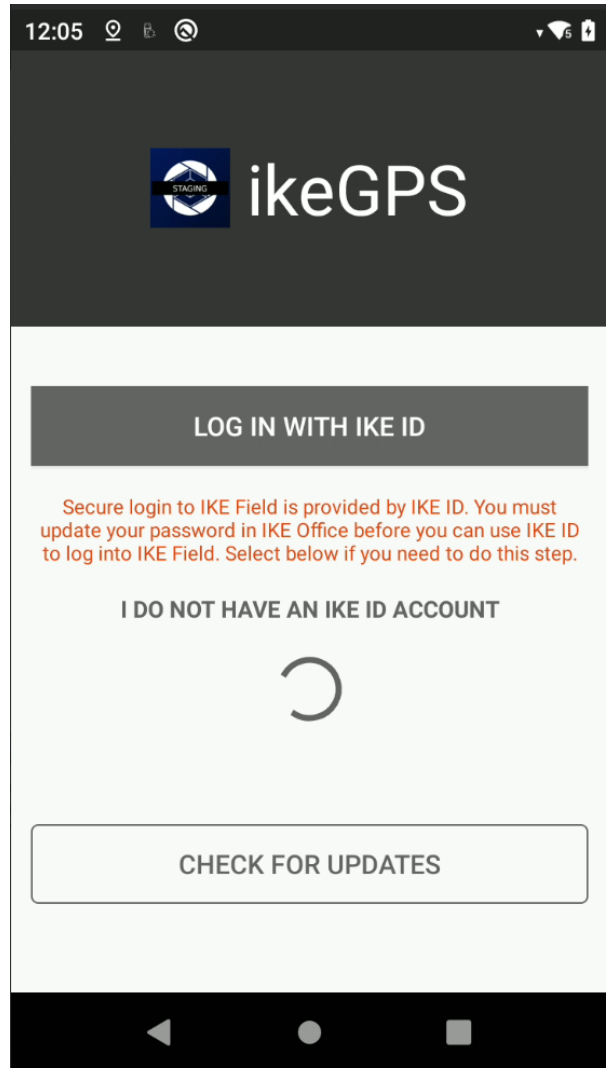 12:05
5
STAGING
ikeGPS
LOG IN WITH IKE ID
Secure login to IKE Field is provided by IKE ID. You must
update your password in IKE Office before you can use IKE ID
to log into IKE Field. Select below if you need to do this step.
I DO NOT HAVE AN IKE ID ACCOUNT
CHECK FOR UPDATES